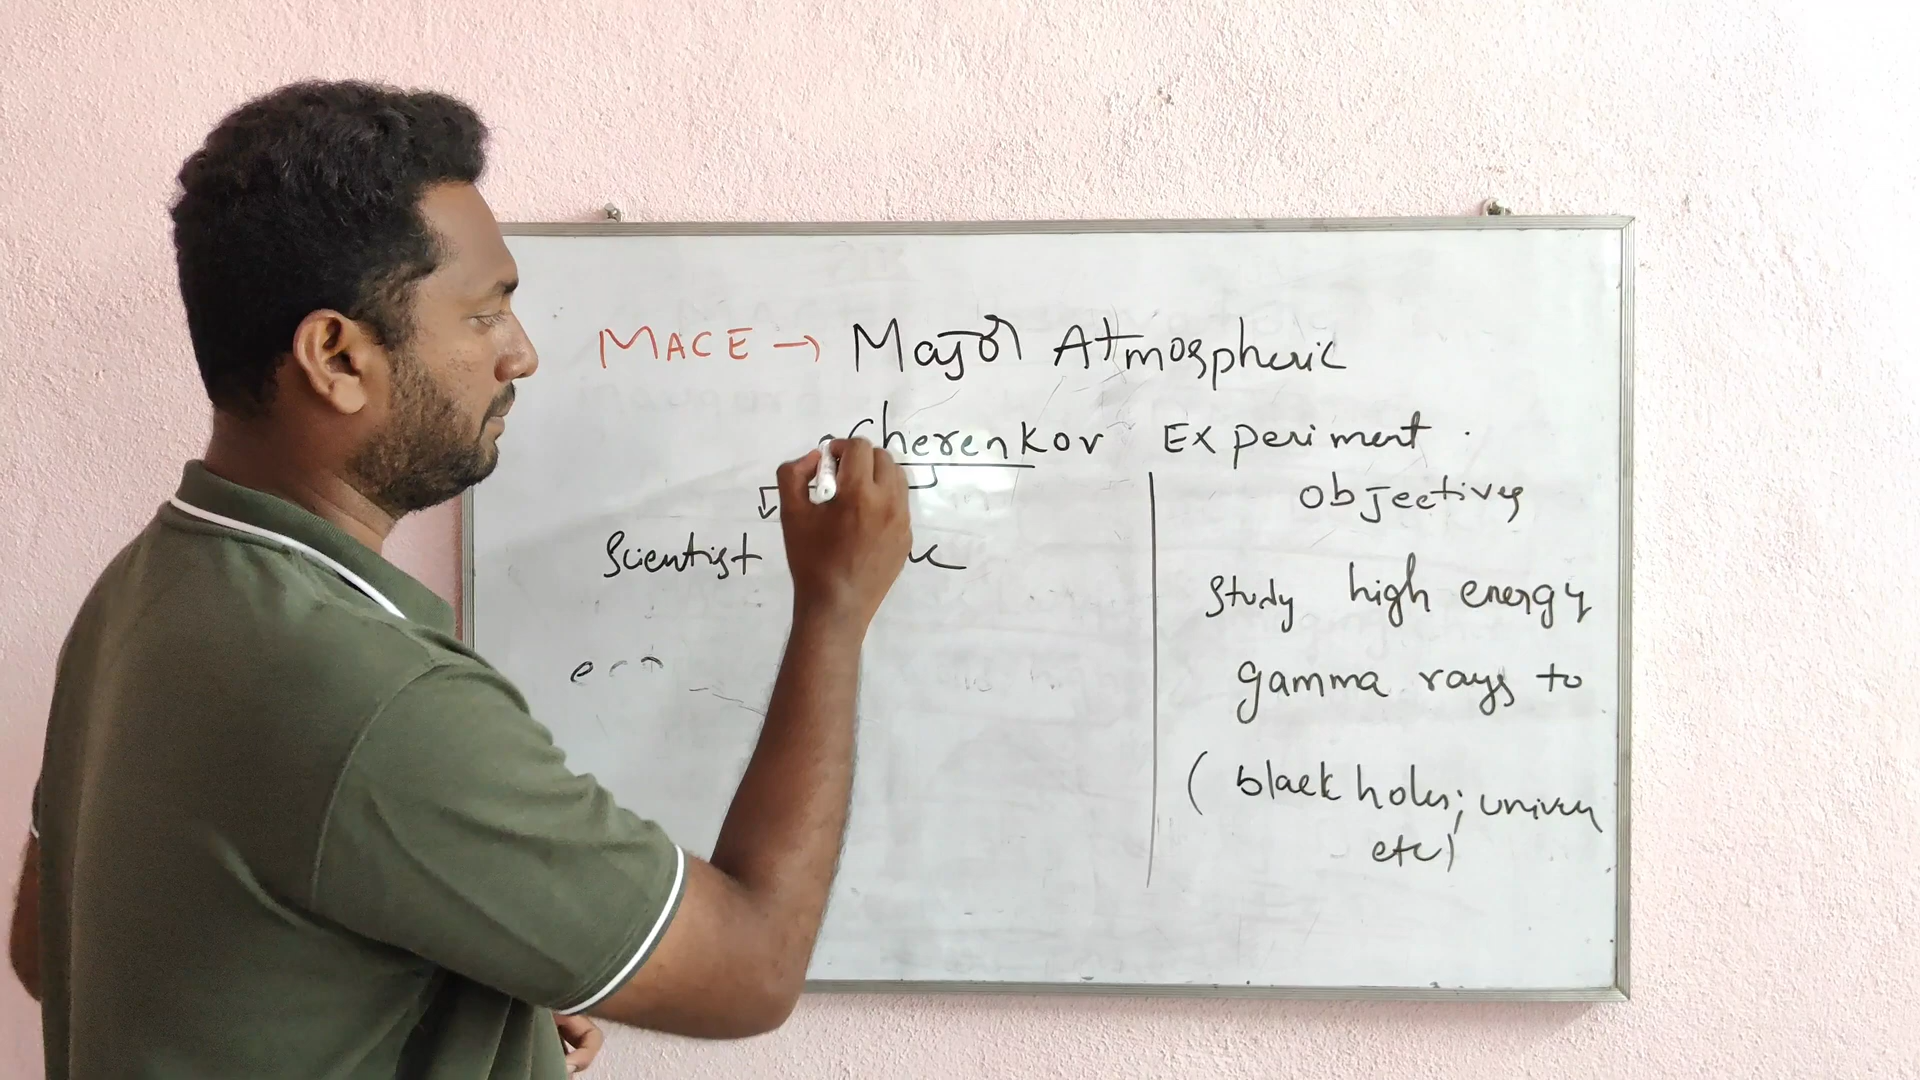 MACE → Major Atmospheric
Cherenkov Experiment.
Scientist
Objectives
Study high energy
gamma rays to
(black holes; univers
etc)